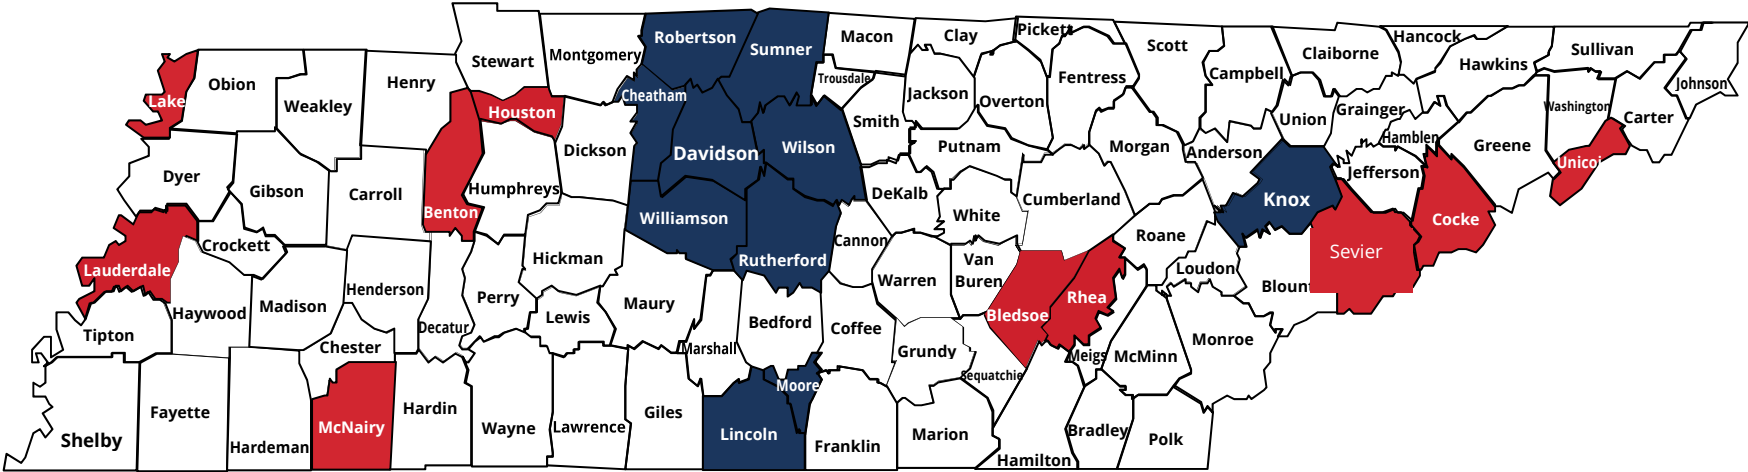 Lake
Obion
Weakley
Henry
Stewart
Montgomery
Robertson
Sumner
Macon
Clay
Pickett
Scott
Campbell
Claiborne
Hancock
Hawkins
Sullivan
Johnson
Carter
Washington
Unicoi
Greene
Hamblen
Grainger
Union
Anderson
Morgan
Fentress
Overton
Jackson
Trousdale
Smith
Putnam
Wilson
Davidson
Cheatham
Houston
Dickson
Humphreys
Benton
Carroll
Gibson
Dyer
Lauderdale
Crockett
Haywood
Madison
Henderson
Decatur
Perry
Hickman
Williamson
Rutherford
Cannon
DeKalb
White
Cumberland
Roane
Knox
Jefferson
Cocke
Sevier
Blount
Loudon
Rhea
Bledsoe
Van
Buren
Warren
Coffee
Bedford
Marshall
Maury
Lewis
Chester
Tipton
Shelby
Fayette
Hardeman
McNairy
Hardin
Wayne
Lawrence
Giles
Lincoln
Moore
Franklin
Grundy
Sequatchie
Marion
Hamilton
Meigs
McMinn
Monroe
Bradley
Polk